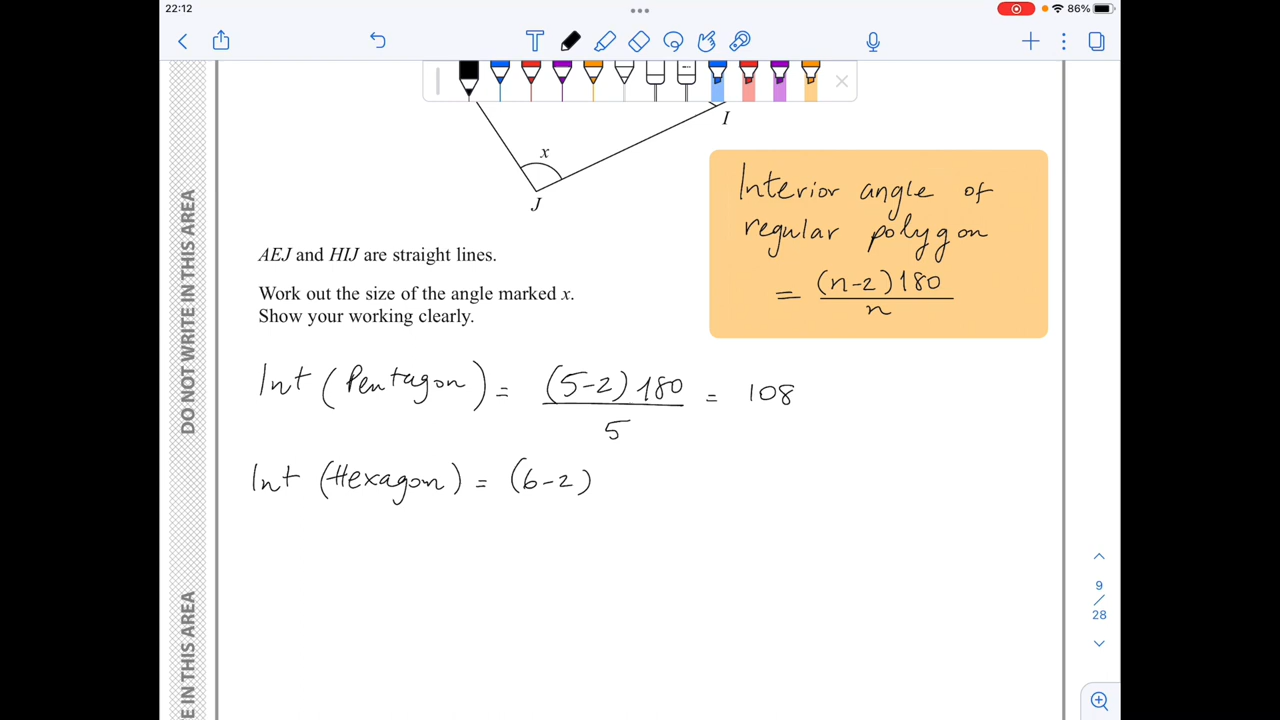 22:12
86%
I
x
J
AEJ and HIJ are straight lines.
Work out the size of the angle marked x.
Show your working clearly.
Interior angle of
regular polygon
= (n-2)180
n
Int (Pentagon) = (5-2)180 = 108
5
Int (Hexagon) = (6-2)
DO NOT WRITE IN THIS AREA
E IN THIS AREA
T
9
/
28